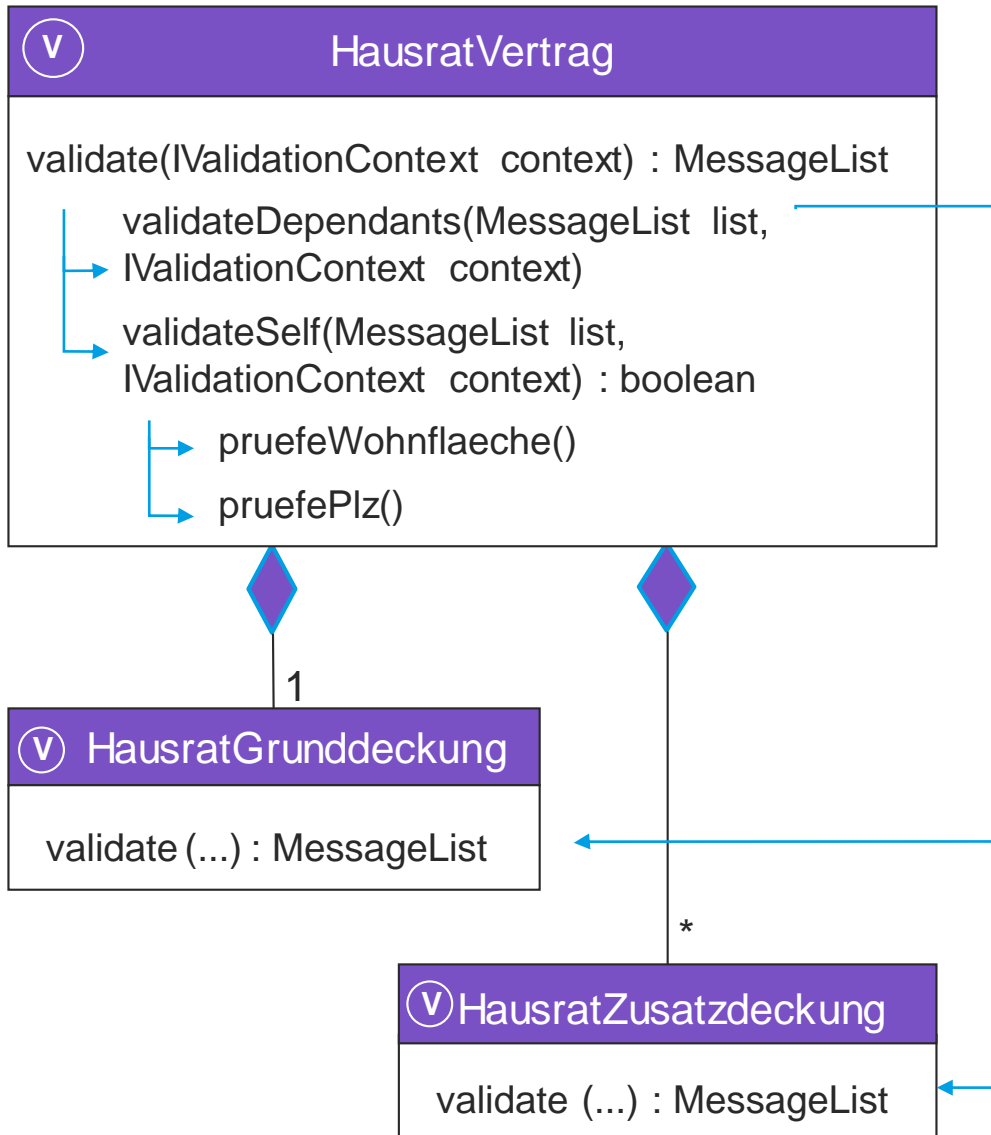 V HausratVertrag
validate(IValidationContext context) : MessageList
validateDependants(MessageList list,
IValidationContext context)
validateSelf(MessageList list,
IValidationContext context) : boolean
pruefeWohnflaeche()
pruefePlz()
1
V HausratGrunddeckung
validate (...) : MessageList
*
V HausratZusatzdeckung
validate (...) : MessageList